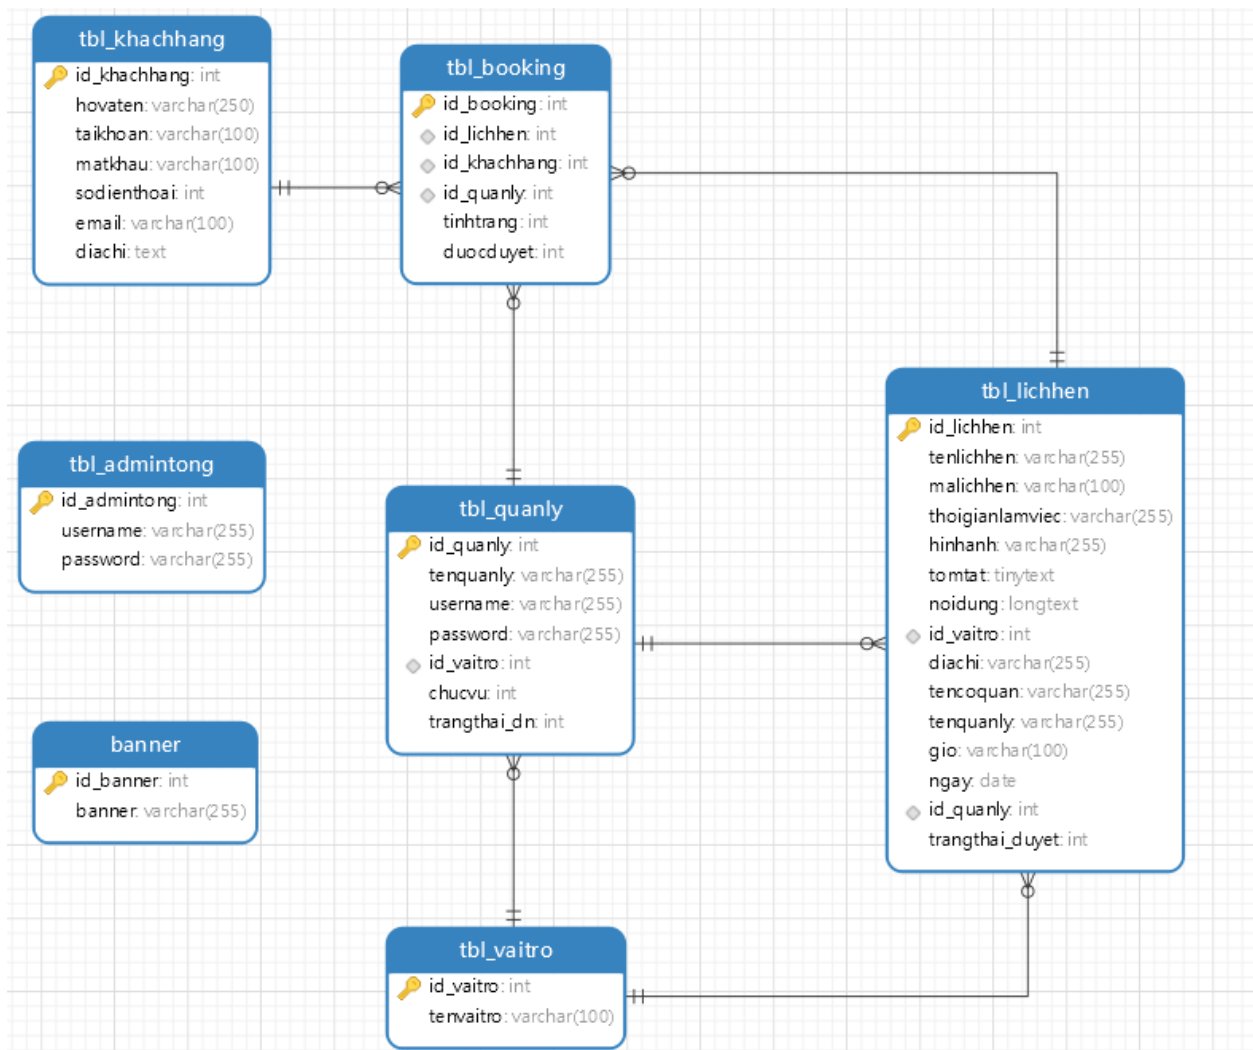 tbl_khachhang
id_khachhang: int
hovaten: varchar(250)
taikhoan: varchar(100)
matkhau: varchar(100)
sodienthoai: int
email: varchar(100)
diachi: text
tbl_booking
id_booking: int
id_lichhen: int
id_khachhang: int
id_quanly: int
tinhtrang: int
duocduyet: int
tbl_lichhen
id_lichhen: int
tenlichhen: varchar(255)
malichhen: varchar(100)
thoigianlamviec: varchar(255)
hinhanh: varchar(255)
tomtat: tinytext
noidung: longtext
id_vaitro: int
diachi: varchar(255)
tencoquan: varchar(255)
tenquanly: varchar(255)
gio: varchar(100)
ngay: date
id_quanly: int
trangthai_duyet: int
tbl_admintong
id_admintong: int
username: varchar(255)
password: varchar(255)
tbl_quanly
id_quanly: int
tenquanly: varchar(255)
username: varchar(255)
password: varchar(255)
id_vaitro: int
chucvu: int
trangthai_dn: int
banner
id_banner: int
banner: varchar(255)
tbl_vaitro
id_vaitro: int
tenvaitro: varchar(100)